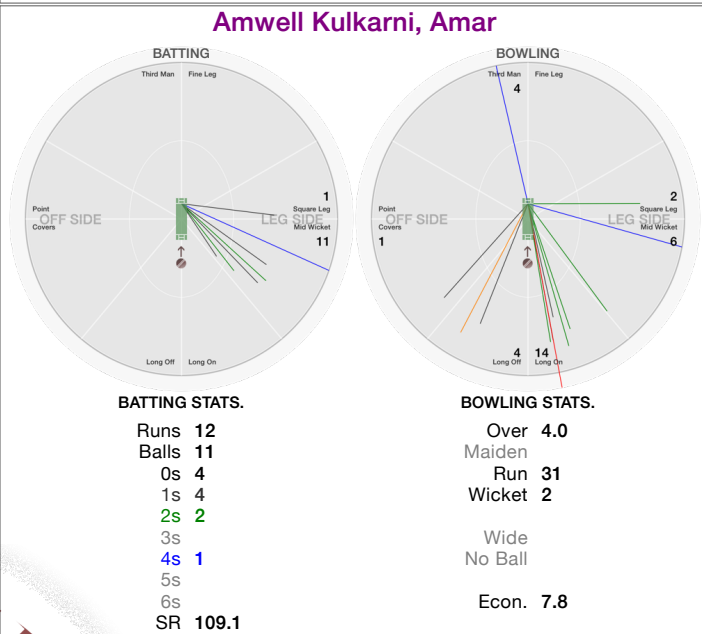 Amwell Kulkarni, Amar
BATTING
Third Man Fine Leg
1
Point Square Leg
OFF SIDE LEG SIDE
Covers Mid Wicket
11
Long Off Long On
BOWLING
Third Man Fine Leg
4
2
Point Square Leg
OFF SIDE LEG SIDE
Covers Mid Wicket
1 6
4 14
Long Off Long On
BATTING STATS.
Runs 12
Balls 11
0s 4
1s 4
2s 2
3s
4s 1
5s
6s
SR 109.1
BOWLING STATS.
Over 4.0
Maiden
Run 31
Wicket 2
Wide
No Ball
Econ. 7.8